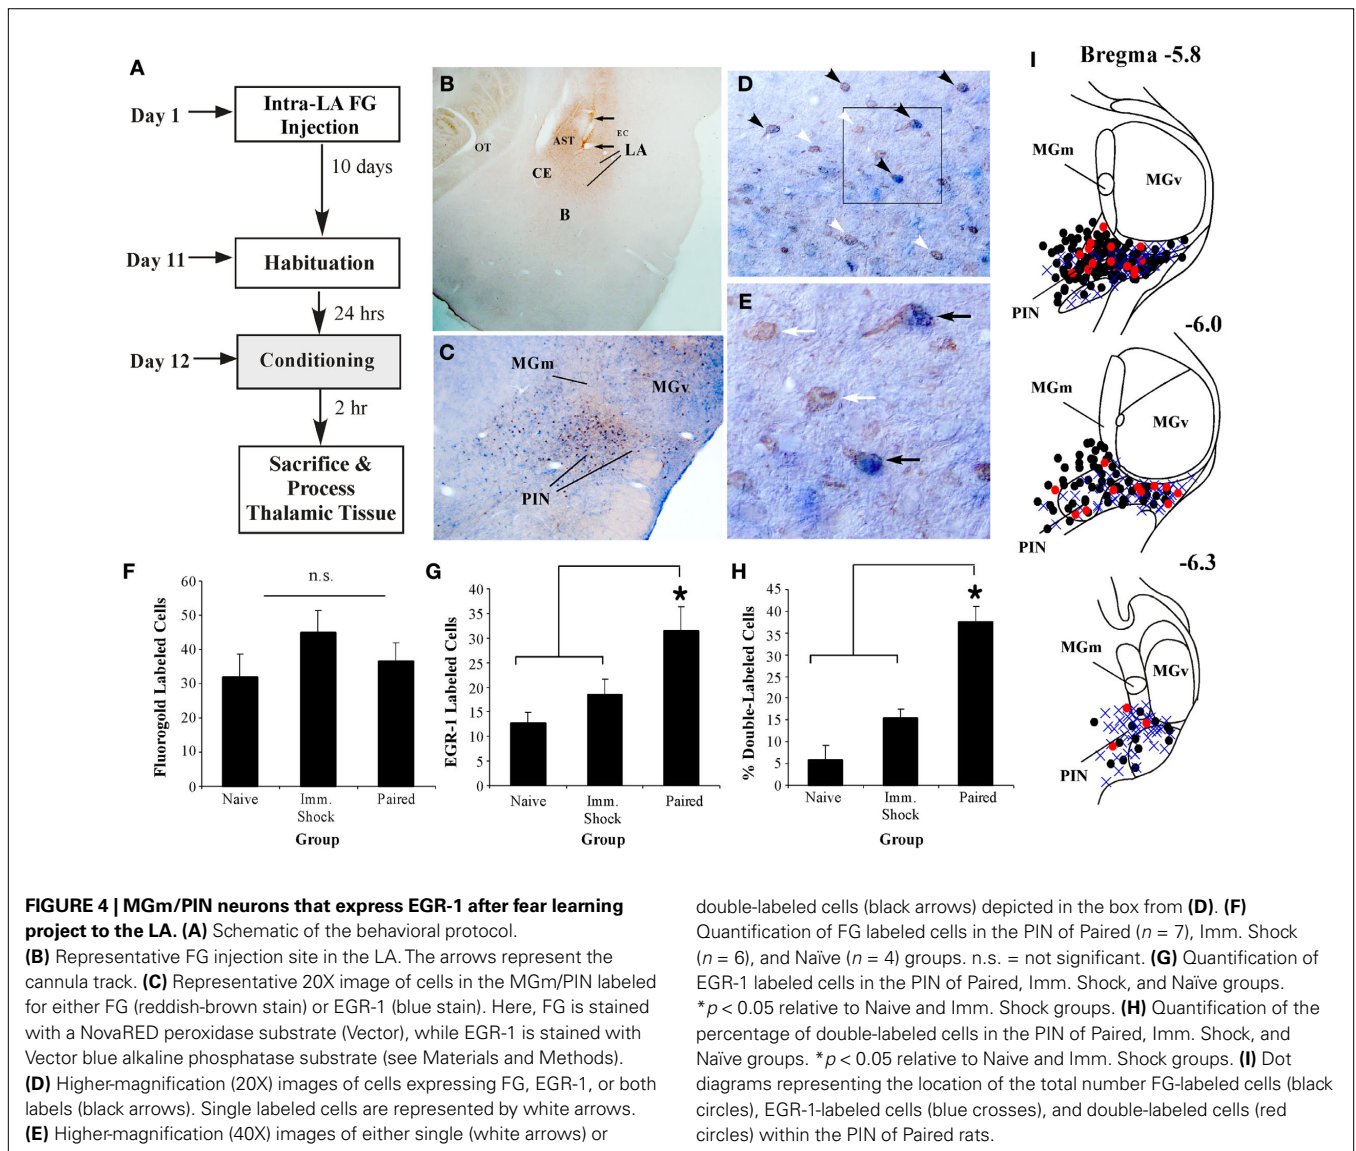 A
Day 1
Intra-LA FG
Injection
10 days
Day 11
Habituation
24 hrs
Day 12
Conditioning
2 hr
Sacrifice &
Process
Thalamic Tissue
B
OT
AST
EC
LA
CE
B
C
MGm
MGv
PIN
D
E
F
n.s.
Fluorogold Labeled Cells
60
50
40
30
20
10
0
Naive
Imm.
Shock
Paired
Group
G
*
EGR-1 Labeled Cells
40
35
30
25
20
15
10
5
0
Naive
Imm.
Shock
Paired
Group
H
*
% Double-Labeled Cells
45
40
35
30
25
20
15
10
5
0
Naive
Imm.
Shock
Paired
Group
I
Bregma -5.8
MGm
MGv
PIN
-6.0
MGm
MGv
PIN
-6.3
MGm
MGv
PIN
FIGURE 4 | MGm/PIN neurons that express EGR-1 after fear learning
project to the LA. (A) Schematic of the behavioral protocol.
(B) Representative FG injection site in the LA. The arrows represent the
cannula track. (C) Representative 20X image of cells in the MGm/PIN labeled
for either FG (reddish-brown stain) or EGR-1 (blue stain). Here, FG is stained
with a NovaRED peroxidase substrate (Vector), while EGR-1 is stained with
Vector blue alkaline phosphatase substrate (see Materials and Methods).
(D) Higher-magnification (20X) images of cells expressing FG, EGR-1, or both
labels (black arrows). Single labeled cells are represented by white arrows.
(E) Higher-magnification (40X) images of either single (white arrows) or
double-labeled cells (black arrows) depicted in the box from (D). (F)
Quantification of FG labeled cells in the PIN of Paired (n = 7), Imm. Shock
(n = 6), and Naïve (n = 4) groups. n.s. = not significant. (G) Quantification of
EGR-1 labeled cells in the PIN of Paired, Imm. Shock, and Naïve groups.
*p < 0.05 relative to Naive and Imm. Shock groups. (H) Quantification of the
percentage of double-labeled cells in the PIN of Paired, Imm. Shock, and
Naïve groups. *p < 0.05 relative to Naive and Imm. Shock groups. (I) Dot
diagrams representing the location of the total number FG-labeled cells (black
circles), EGR-1-labeled cells (blue crosses), and double-labeled cells (red
circles) within the PIN of Paired rats.